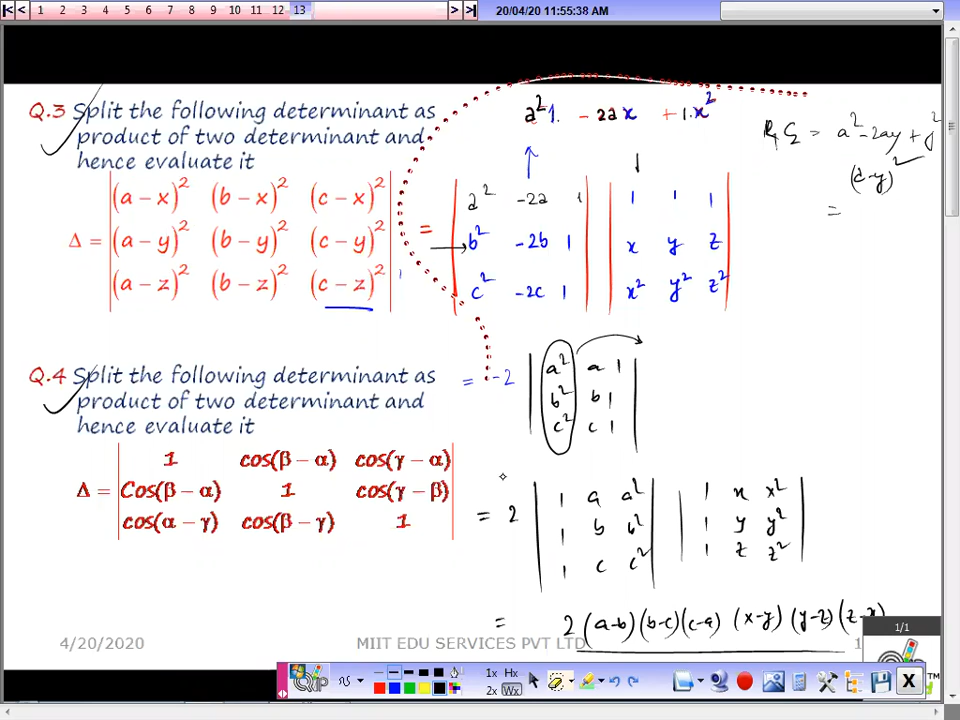 1 2 3 4 5 6 7 8 9 10 11 12 13
20/04/20 11:55:38 AM
Q.3 Split the following determinant as
product of two determinant and
hence evaluate it
Δ = | (a – x)² (b – x)² (c – x)² |
| (a – y)² (b – y)² (c – y)² |
| (a – z)² (b – z)² (c – z)² |
a²1. - 2ax + 1.x²
= | a² -2a 1 | | 1 1 1 |
| b² -2b 1 | | x y z |
| c² -2c 1 | | x² y² z² |
= a² - 2ay + y²
(a-y)²
=
= -2 | a² a 1 |
| b² b 1 |
| c² c 1 |
Q.4 Split the following determinant as
product of two determinant and
hence evaluate it
Δ = | 1 cos(β – α) cos(γ – α) |
| Cos(β – α) 1 cos(γ – β) |
| cos(α – γ) cos(β – γ) 1 |
= 2 | 1 a a² | | 1 x x² |
| 1 b b² | | 1 y y² |
| 1 c c² | | 1 z z² |
= 2 (a-b)(b-c)(c-a) (x-y)(y-z)(z-x)
4/20/2020
MIIT EDU SERVICES PVT LTD
1
1/1
1x Hx
2x Wx
TM